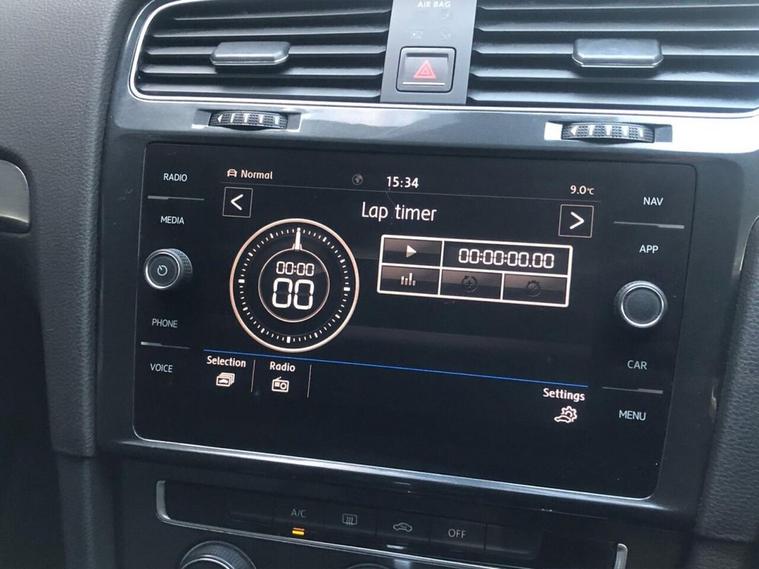 AIR BAG
RADIO
MEDIA
PHONE
VOICE
Normal
15:34
9.0°C
<
Lap timer
>
00:00
00
00:00:00.00
Selection
Radio
Settings
NAV
APP
CAR
MENU
A/C
OFF